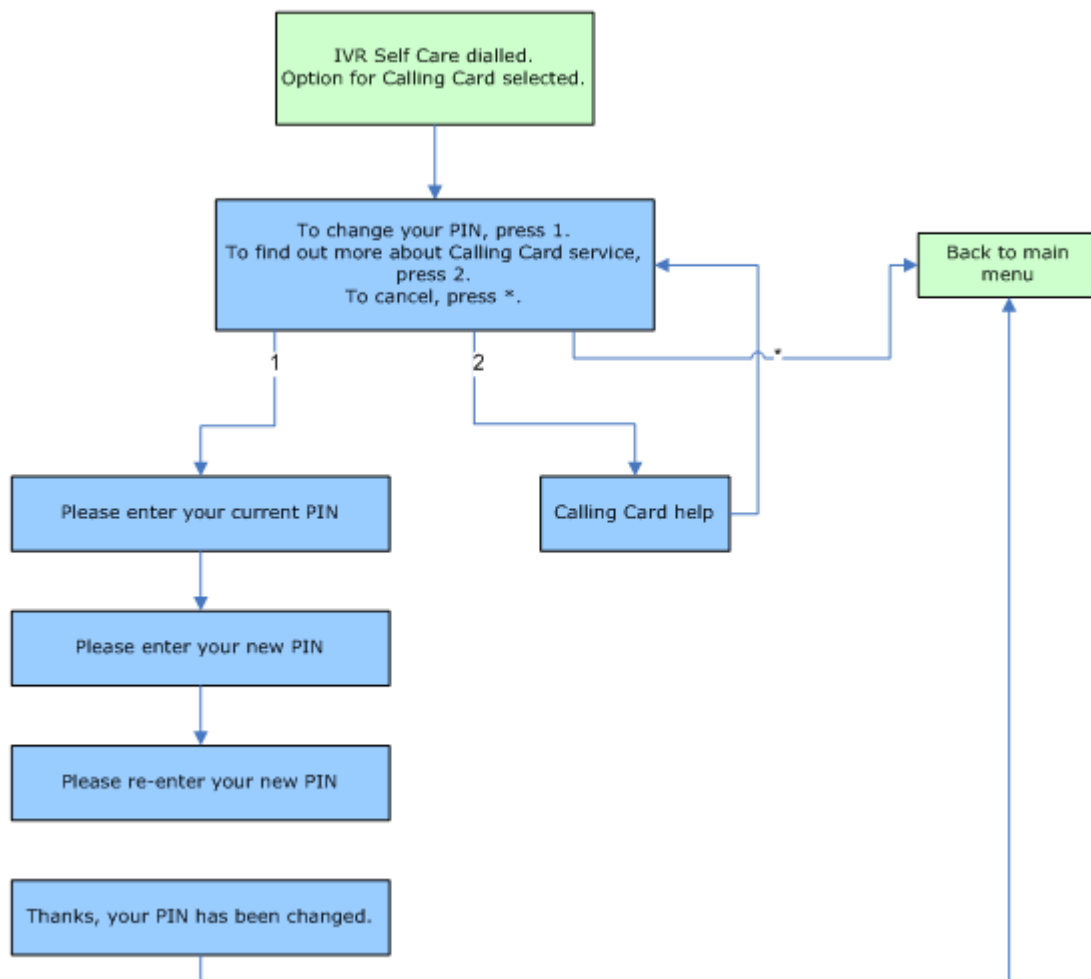 IVR Self Care dialled.
Option for Calling Card selected.
To change your PIN, press 1.
To find out more about Calling Card service,
press 2.
To cancel, press *.
Back to main
menu
1
2
*
Please enter your current PIN
Calling Card help
Please enter your new PIN
Please re-enter your new PIN
Thanks, your PIN has been changed.